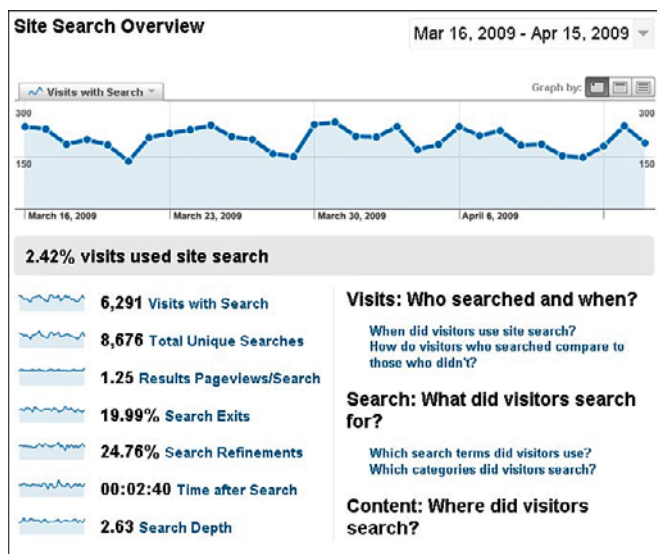 Site Search Overview
Mar 16, 2009 - Apr 15, 2009
Visits with Search
Graph by:
300
300
150
150
March 16, 2009
March 23, 2009
March 30, 2009
April 6, 2009
2.42% visits used site search
6,291 Visits with Search
8,676 Total Unique Searches
1.25 Results Pageviews/Search
19.99% Search Exits
24.76% Search Refinements
00:02:40 Time after Search
2.63 Search Depth
Visits: Who searched and when?
When did visitors use site search?
How do visitors who searched compare to
those who didn't?
Search: What did visitors search
for?
Which search terms did visitors use?
Which categories did visitors search?
Content: Where did visitors
search?